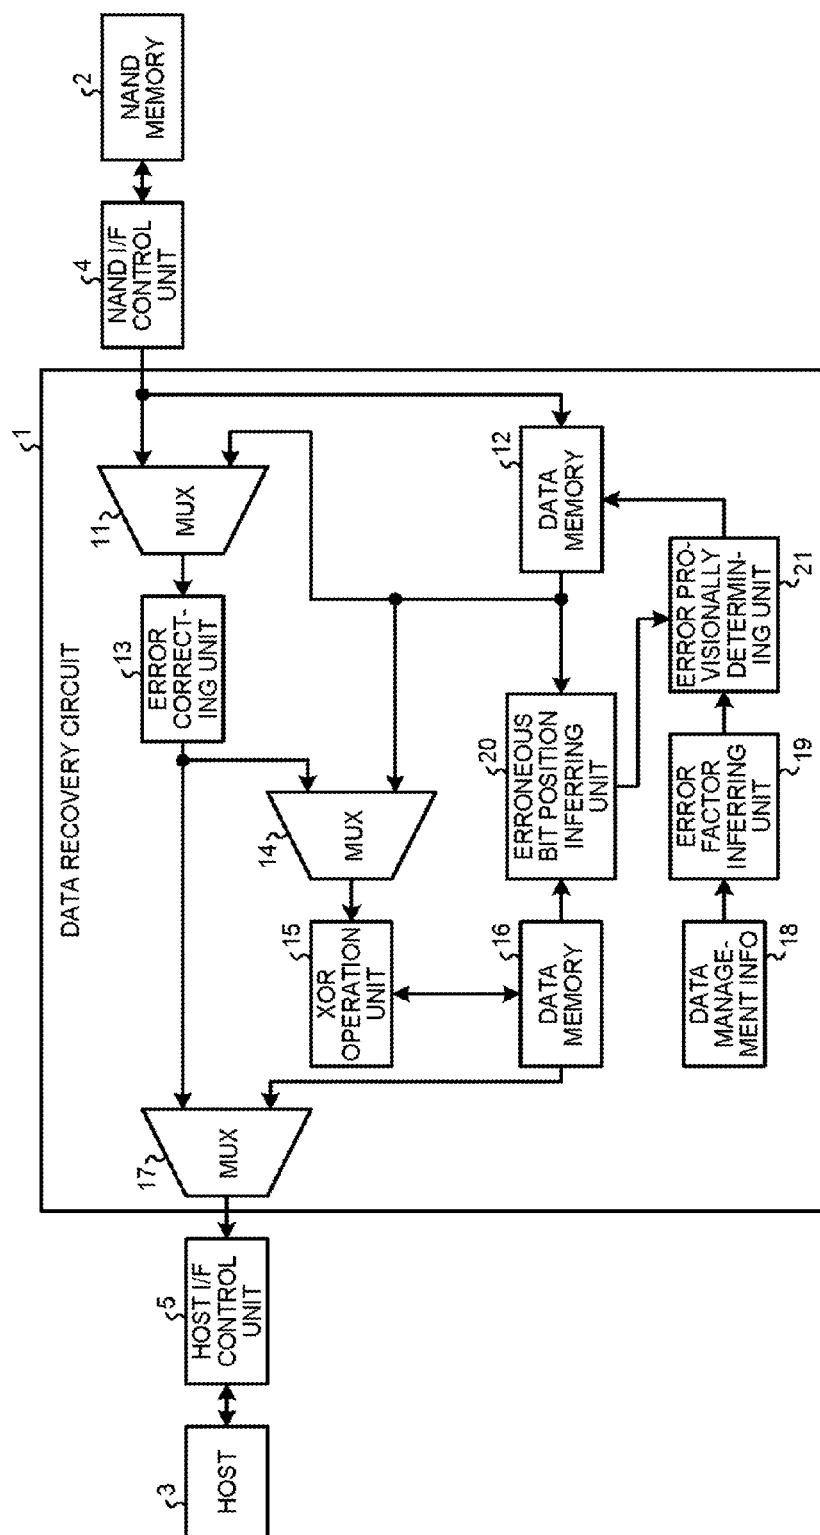 2
NAND
MEMORY
4
NAND I/F
CONTROL
UNIT
1
DATA RECOVERY CIRCUIT
11
MUX
12
DATA
MEMORY
13
ERROR
CORRECT-
ING UNIT
21
ERROR PRO-
VISIONALLY
DETERMIN-
ING UNIT
14
MUX
20
ERRONEOUS
BIT POSITION
INFERRING
UNIT
19
ERROR
FACTOR
INFERRING
UNIT
15
XOR
OPERATION
UNIT
16
DATA
MEMORY
18
DATA
MANAGE-
MENT INFO
17
MUX
5
HOST I/F
CONTROL
UNIT
3
HOST